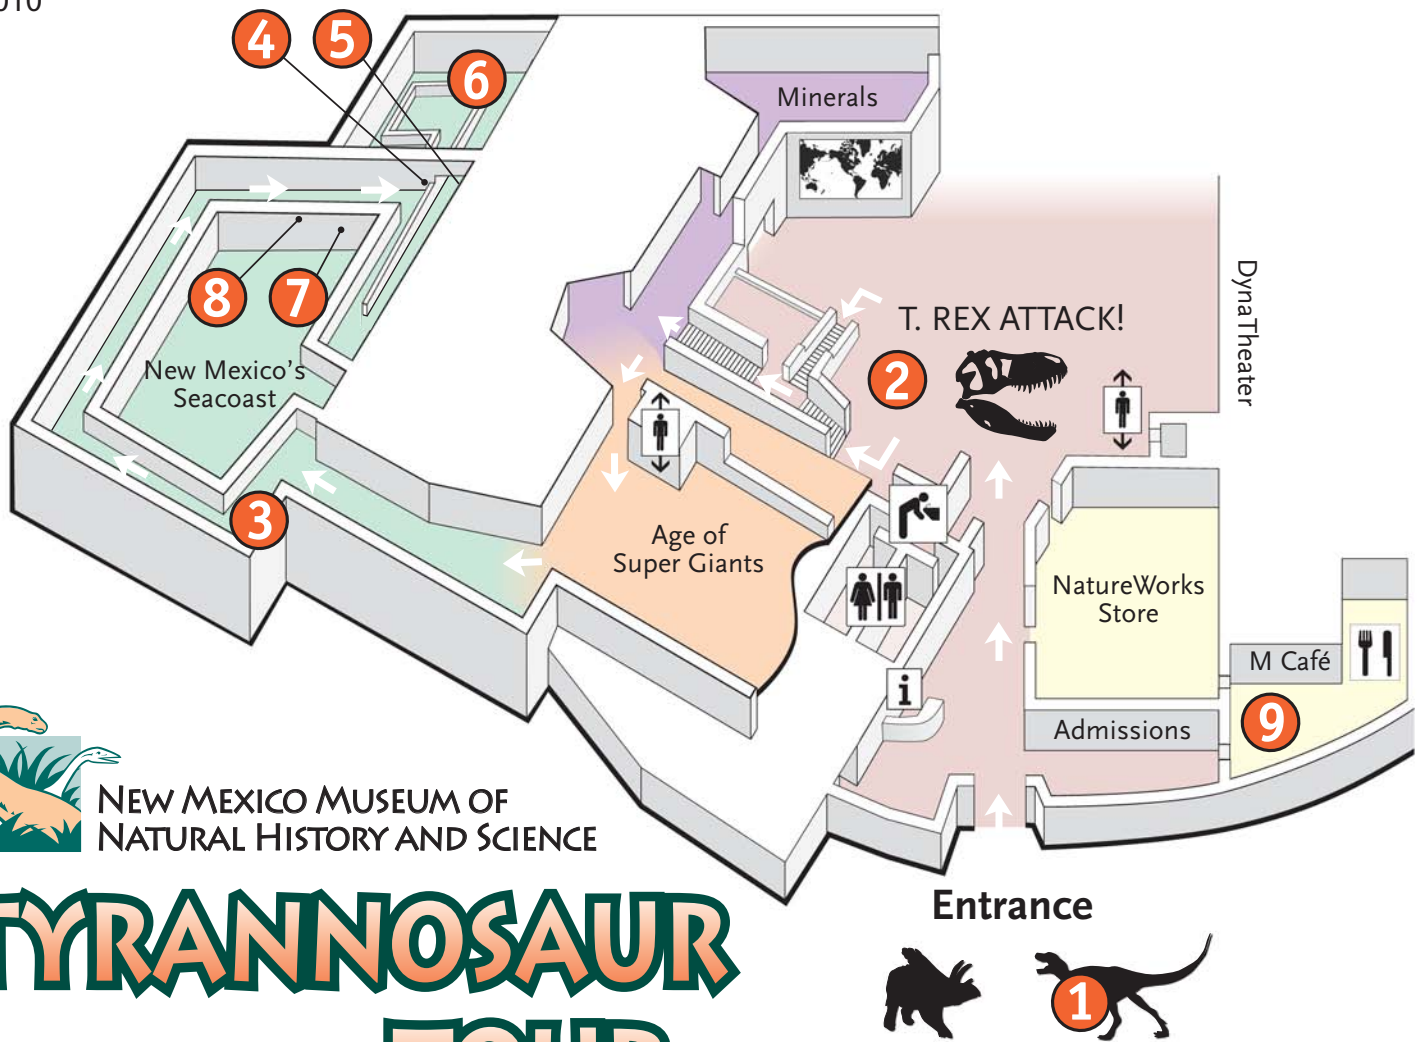 4
5
6
Minerals
DynaTheater
T. REX ATTACK!
2
8
7
New Mexico's
Seacoast
3
Age of
Super Giants
NatureWorks
Store
i
M Café
9
Admissions
NEW MEXICO MUSEUM OF
NATURAL HISTORY AND SCIENCE
TYRANNOSAUR
Entrance
1